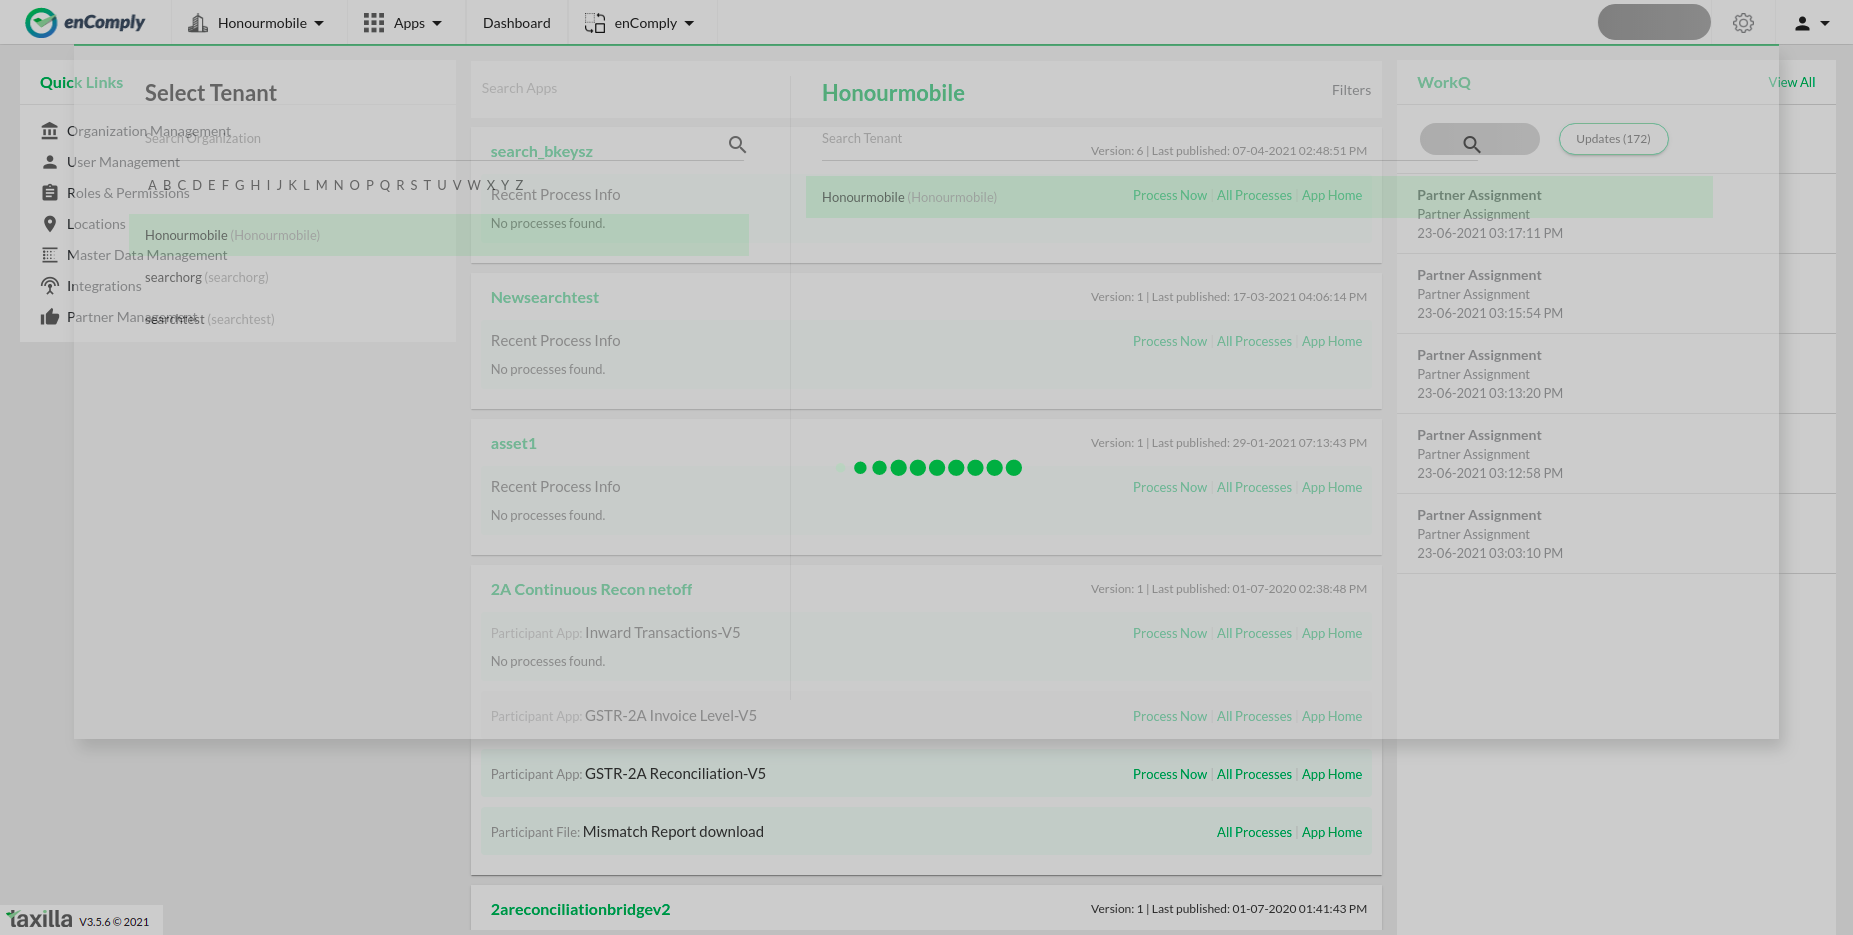 enComply
Honourmobile
Apps
Dashboard
enComply
Quick Links
Organization Management
User Management
Roles & Permissions
Locations
Master Data Management
Integrations
Partner Management
Select Tenant
Search Organization
A B C D E F G H I J K L M N O P Q R S T U V W X Y Z
Honourmobile (Honourmobile)
searchorg (searchorg)
searchtest (searchtest)
Honourmobile
Search Tenant
Honourmobile (Honourmobile)
Search Apps
Filters
search_bkeysz
Version: 6 | Last published: 07-04-2021 02:48:51 PM
Recent Process Info
Process Now | All Processes | App Home
No processes found.
Newsearchtest
Version: 1 | Last published: 17-03-2021 04:06:14 PM
Recent Process Info
Process Now | All Processes | App Home
No processes found.
asset1
Version: 1 | Last published: 29-01-2021 07:13:43 PM
Recent Process Info
Process Now | All Processes | App Home
No processes found.
2A Continuous Recon netoff
Version: 1 | Last published: 01-07-2020 02:38:48 PM
Participant App: Inward Transactions-V5
Process Now | All Processes | App Home
No processes found.
Participant App: GSTR-2A Invoice Level-V5
Process Now | All Processes | App Home
Participant App: GSTR-2A Reconciliation-V5
Process Now | All Processes | App Home
Participant File: Mismatch Report download
All Processes | App Home
2areconciliationbridgev2
Version: 1 | Last published: 01-07-2020 01:41:43 PM
WorkQ
View All
Updates (172)
Partner Assignment
Partner Assignment
23-06-2021 03:17:11 PM
Partner Assignment
Partner Assignment
23-06-2021 03:15:54 PM
Partner Assignment
Partner Assignment
23-06-2021 03:13:20 PM
Partner Assignment
Partner Assignment
23-06-2021 03:12:58 PM
Partner Assignment
Partner Assignment
23-06-2021 03:03:10 PM
taxilla V3.5.6 © 2021